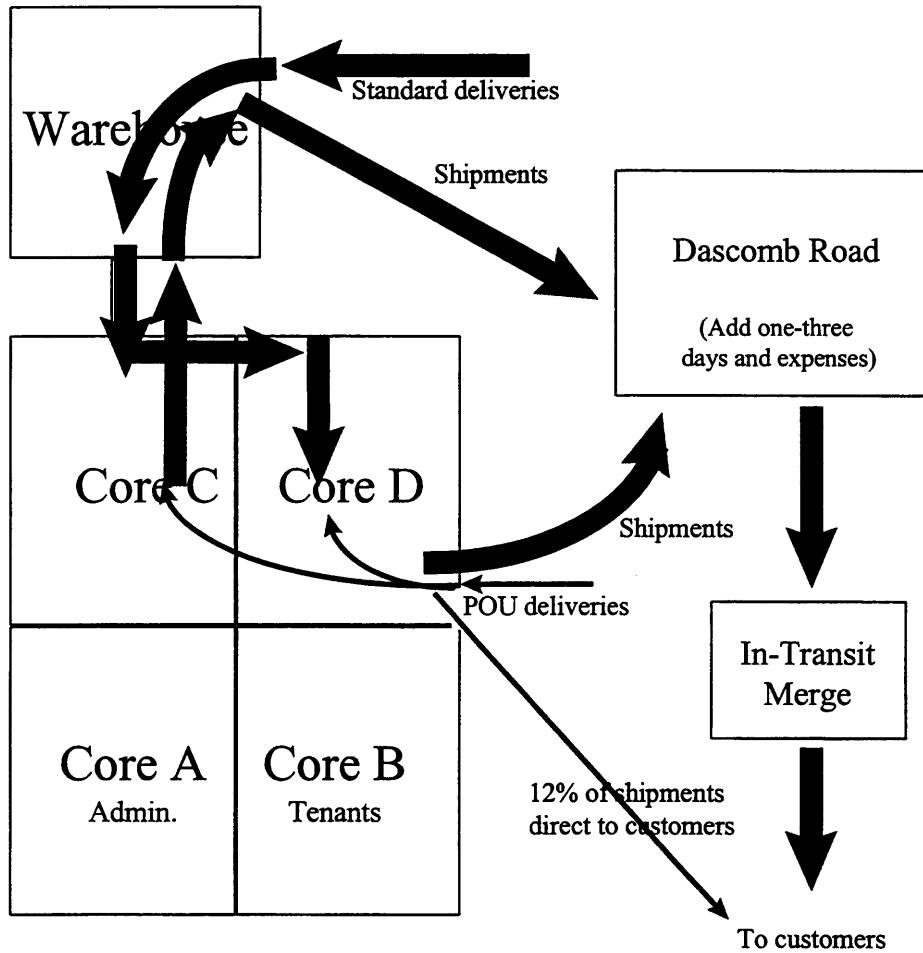 Standard deliveries
Warehouse
Shipments
Dascomb Road
(Add one-three
days and expenses)
Core C
Core D
Shipments
POU deliveries
In-Transit
Merge
Core A
Admin.
Core B
Tenants
12% of shipments
direct to customers
To customers